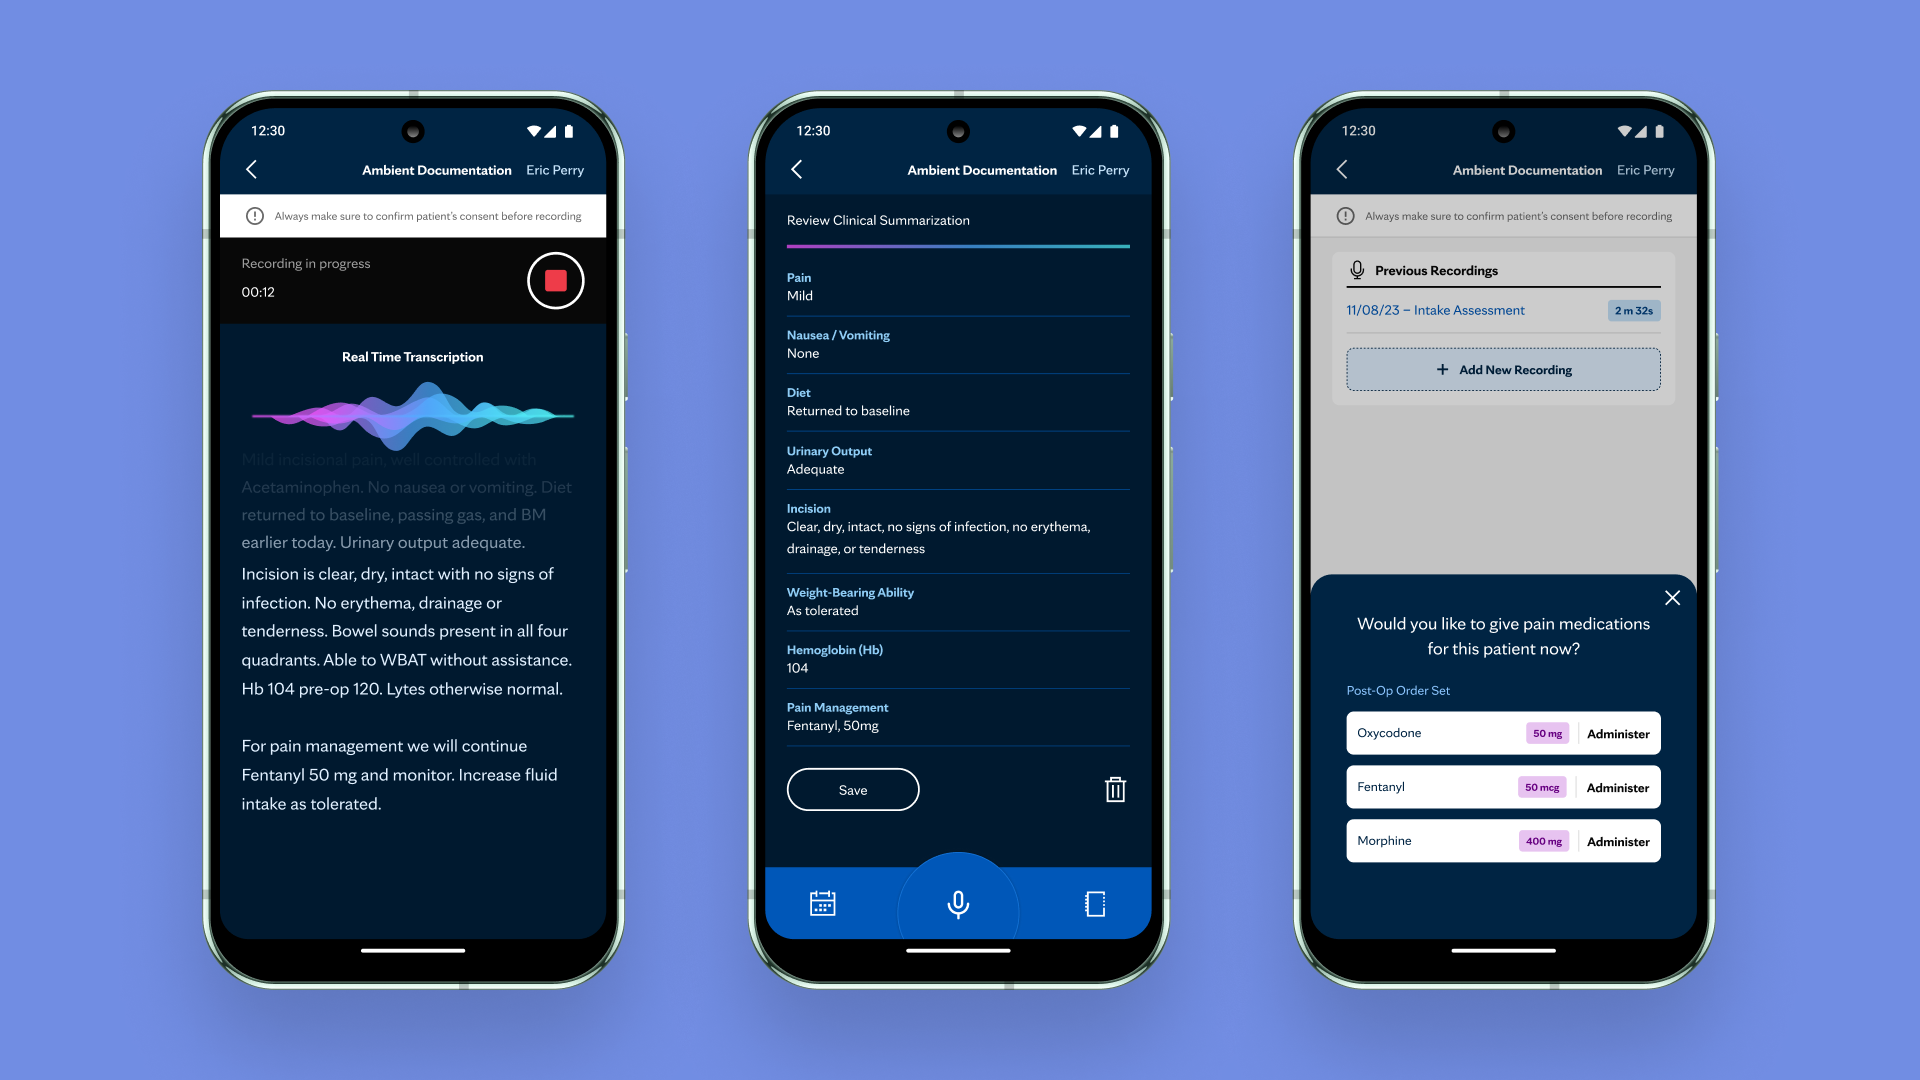 12:30
Ambient Documentation Eric Perry
Always make sure to confirm patient's consent before recording
Recording in progress
00:12
Real Time Transcription
Mild incisional pain, well controlled with
Acetaminophen. No nausea or vomiting. Diet
returned to baseline, passing gas, and BM
earlier today. Urinary output adequate.
Incision is clear, dry, intact with no signs of
infection. No erythema, drainage or
tenderness. Bowel sounds present in all four
quadrants. Able to WBAT without assistance.
Hb 104 pre-op 120. Lytes otherwise normal.
For pain management we will continue
Fentanyl 50 mg and monitor. Increase fluid
intake as tolerated.
12:30
Ambient Documentation Eric Perry
Review Clinical Summarization
Pain
Mild
Nausea / Vomiting
None
Diet
Returned to baseline
Urinary Output
Adequate
Incision
Clear, dry, intact, no signs of infection, no erythema,
drainage, or tenderness
Weight-Bearing Ability
As tolerated
Hemoglobin (Hb)
104
Pain Management
Fentanyl, 50mg
Save
12:30
Ambient Documentation Eric Perry
Always make sure to confirm patient's consent before recording
Previous Recordings
11/08/23 – Intake Assessment 2 m 32s
+ Add New Recording
Would you like to give pain medications
for this patient now?
Post-Op Order Set
Oxycodone 50 mg Administer
Fentanyl 50 mcg Administer
Morphine 400 mg Administer